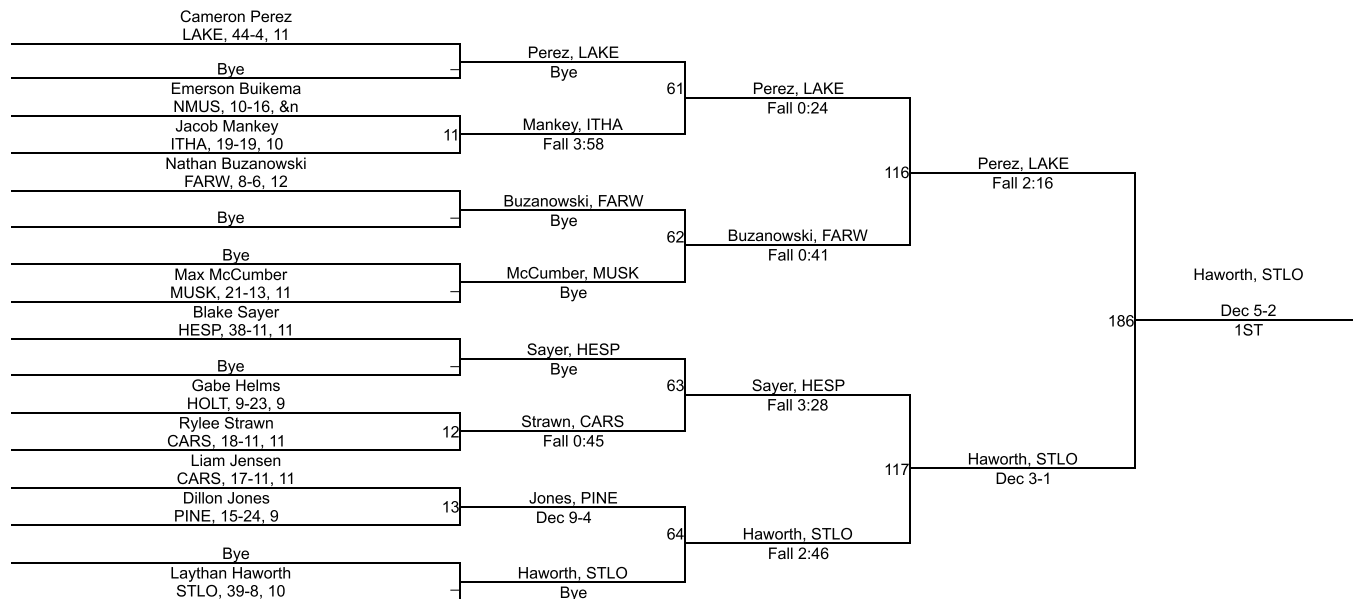 Cameron Perez
LAKE, 44-4, 11
Bye
Emerson Buikema
NMUS, 10-16, &n
Jacob Mankey
ITHA, 19-19, 10
Nathan Buzanowski
FARW, 8-6, 12
Bye
Bye
Max McCumber
MUSK, 21-13, 11
Blake Sayer
HESP, 38-11, 11
Bye
Gabe Helms
HOLT, 9-23, 9
Rylee Strawn
CARS, 18-11, 11
Liam Jensen
CARS, 17-11, 11
Dillon Jones
PINE, 15-24, 9
Bye
Laythan Haworth
STLO, 39-8, 10
–
11
–
–
–
12
13
–
Perez, LAKE
Bye
Mankey, ITHA
Fall 3:58
Buzanowski, FARW
Bye
McCumber, MUSK
Bye
Sayer, HESP
Bye
Strawn, CARS
Fall 0:45
Jones, PINE
Dec 9-4
Haworth, STLO
Bye
61
62
63
64
Perez, LAKE
Fall 0:24
Buzanowski, FARW
Fall 0:41
Sayer, HESP
Fall 3:28
Haworth, STLO
Fall 2:46
116
117
Perez, LAKE
Fall 2:16
Haworth, STLO
Dec 3-1
186
Haworth, STLO
Dec 5-2
1ST